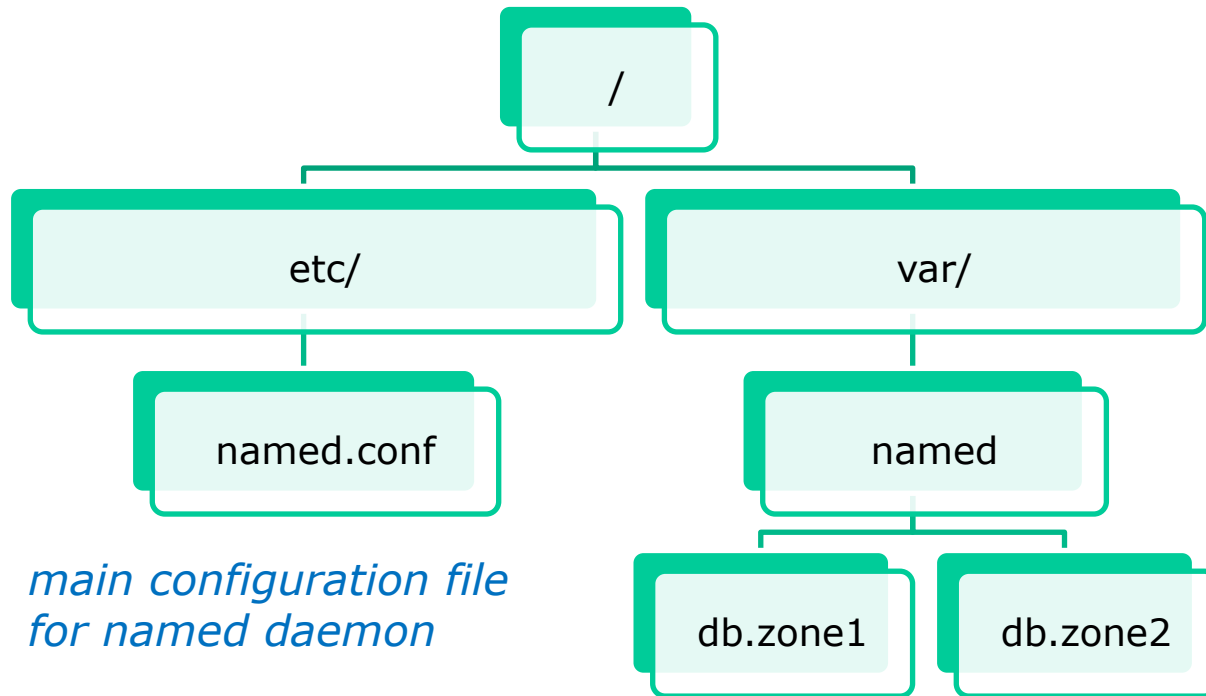 /
etc/
var/
named.conf
named
main configuration file
for named daemon
db.zone1
db.zone2